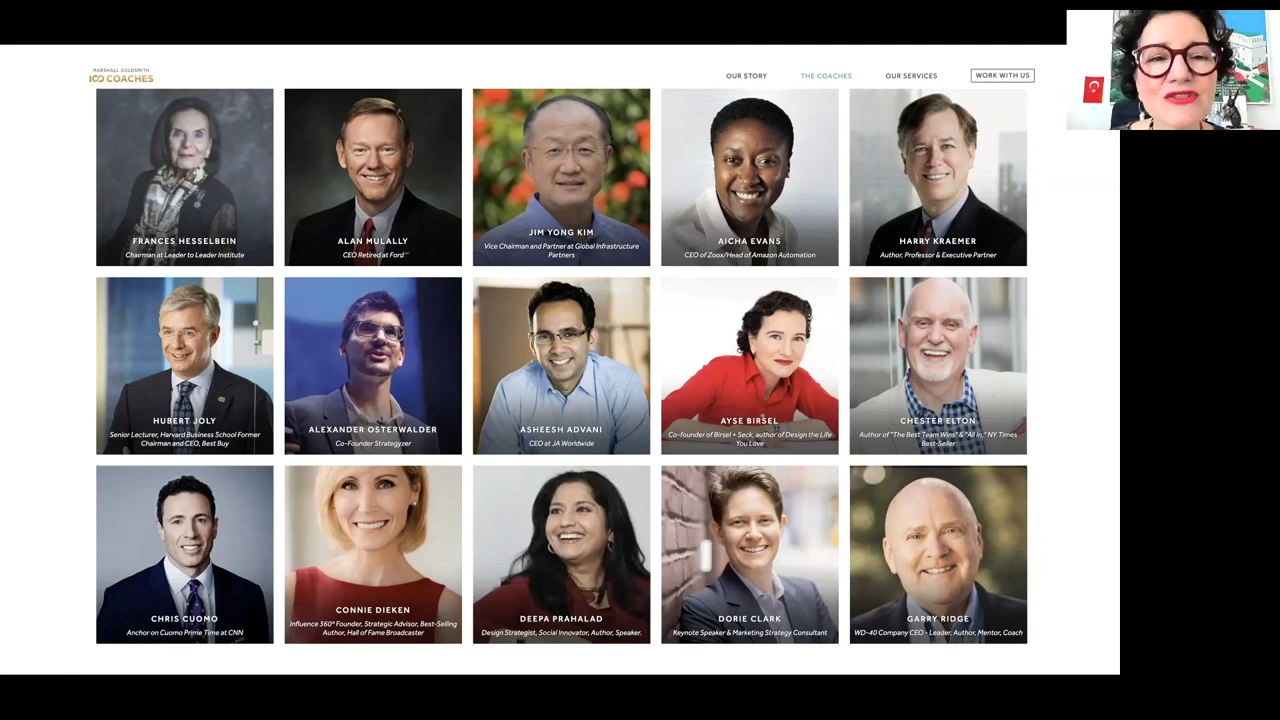 MARSHALL GOLDSMITH
100 COACHES
OUR STORY
THE COACHES
OUR SERVICES
WORK WITH US
FRANCES HESSELBEIN
Chairman at Leader to Leader Institute
ALAN MULALLY
CEO Retired at Ford
JIM YONG KIM
Vice Chairman and Partner at Global Infrastructure
Partners
AICHA EVANS
CEO of Zoox/Head of Amazon Automation
HARRY KRAEMER
Author, Professor & Executive Partner
HUBERT JOLY
Senior Lecturer, Harvard Business School Former
Chairman and CEO, Best Buy
ALEXANDER OSTERWALDER
Co-Founder Strategyzer
ASHEESH ADVANI
CEO at JA Worldwide
AYSE BIRSEL
Co-founder of Birsel + Seck, author of Design the Life
You Love
CHESTER ELTON
Author of "The Best Team Wins" & "All In," NY Times
Best-Seller
CHRIS CUOMO
Anchor on Cuomo Prime Time at CNN
CONNIE DIEKEN
Influence 360º Founder, Strategic Advisor, Best-Selling
Author, Hall of Fame Broadcaster
DEEPA PRAHALAD
Design Strategist, Social Innovator, Author, Speaker.
DORIE CLARK
Keynote Speaker & Marketing Strategy Consultant
GARRY RIDGE
WD-40 Company CEO - Leader, Author, Mentor, Coach